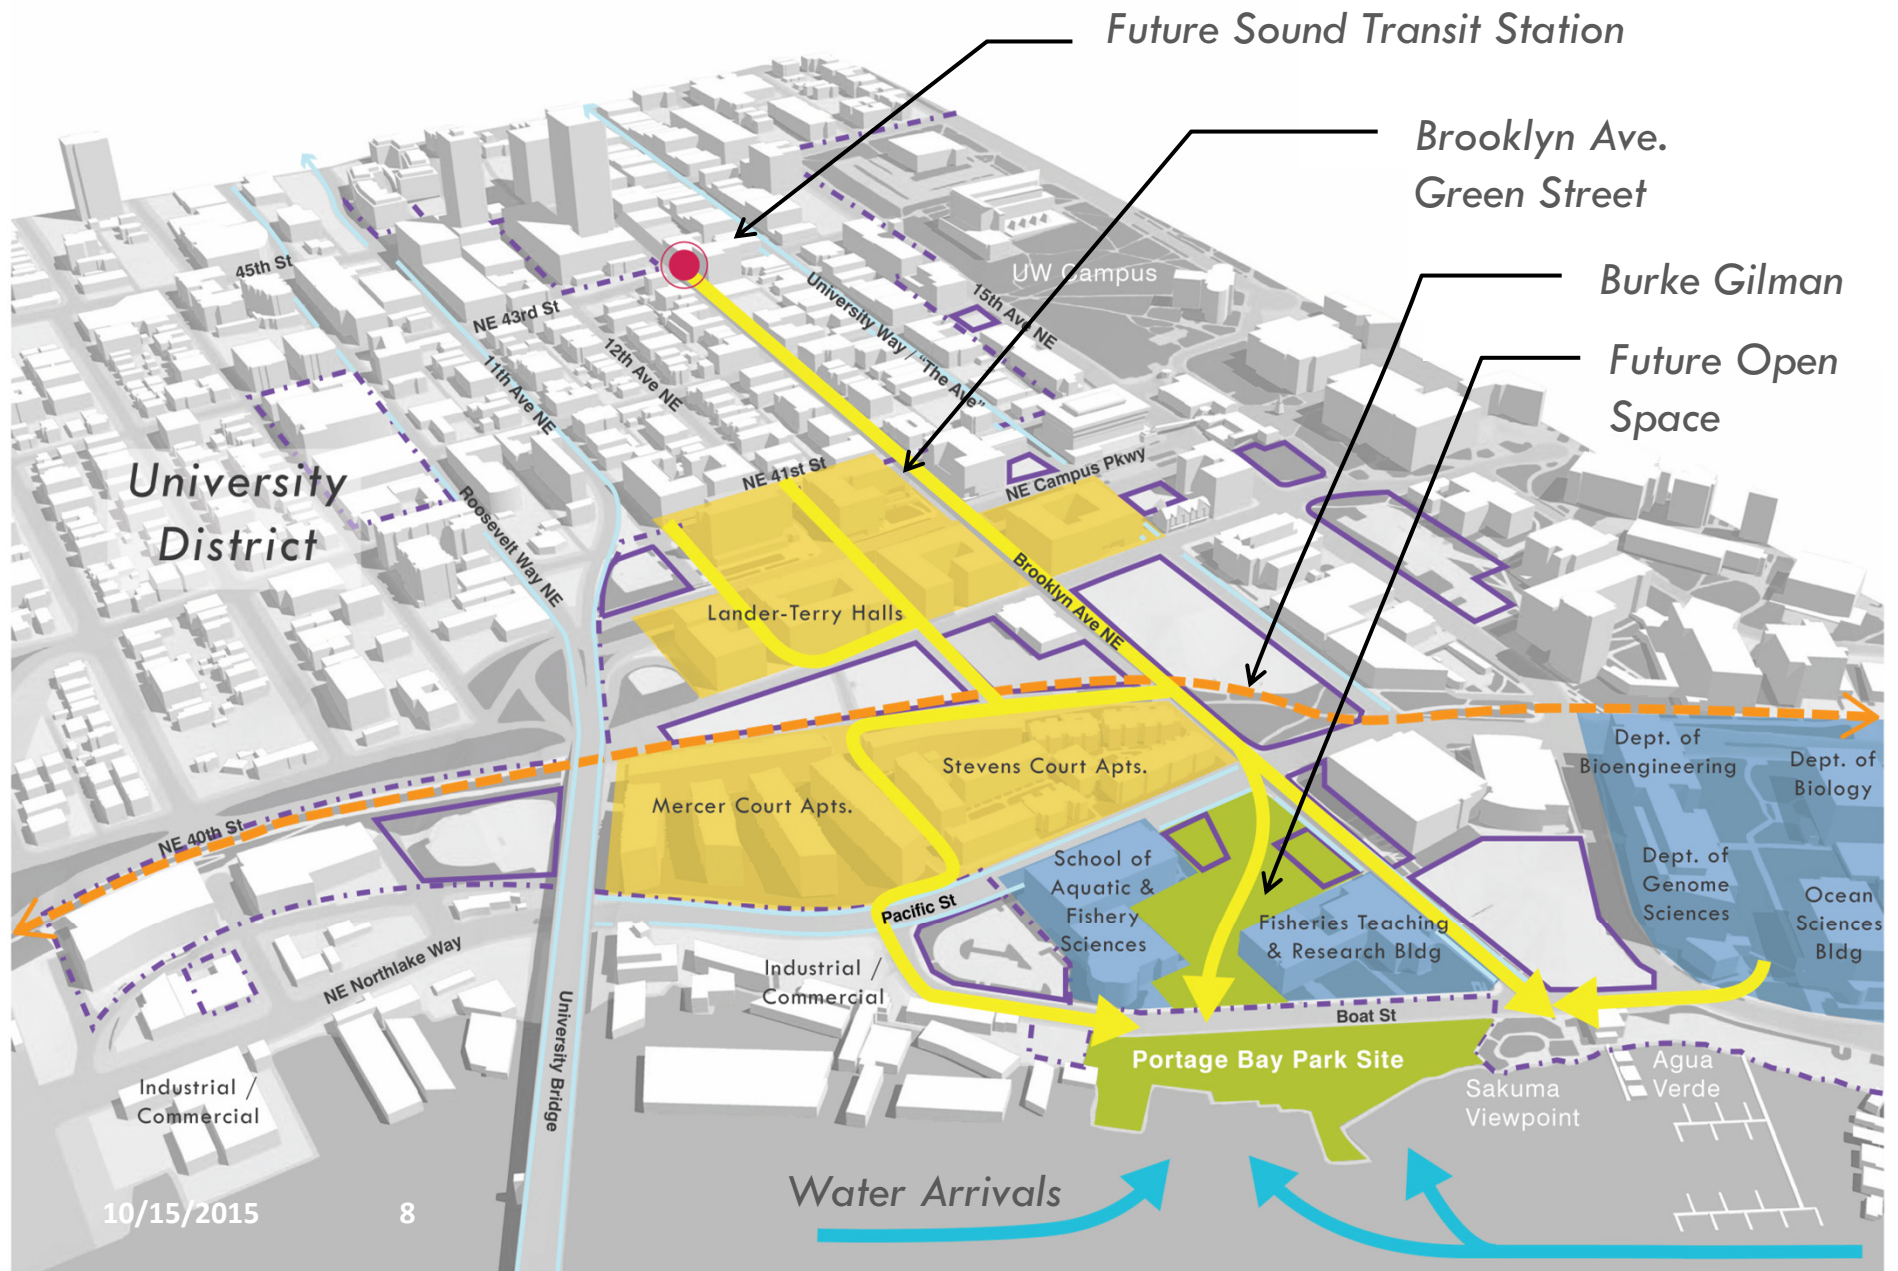 Future Sound Transit Station
Brooklyn Ave.
Green Street
Burke Gilman
Future Open
Space
UW Campus
45th St
NE 43rd St
12th Ave NE
11th Ave NE
University Way / “The Ave”
15th Ave NE
University
District
Roosevelt Way NE
NE 41st St
NE Campus Pkwy
Lander-Terry Halls
Brooklyn Ave NE
Stevens Court Apts.
Mercer Court Apts.
NE 40th St
Dept. of
Bioengineering
Dept. of
Biology
Dept. of
Genome
Sciences
Ocean
Sciences
Bldg
School of
Aquatic &
Fishery
Sciences
Fisheries Teaching
& Research Bldg
Pacific St
Industrial /
Commercial
NE Northlake Way
University Bridge
Boat St
Portage Bay Park Site
Sakuma
Viewpoint
Agua
Verde
Industrial /
Commercial
Water Arrivals
10/15/2015
8